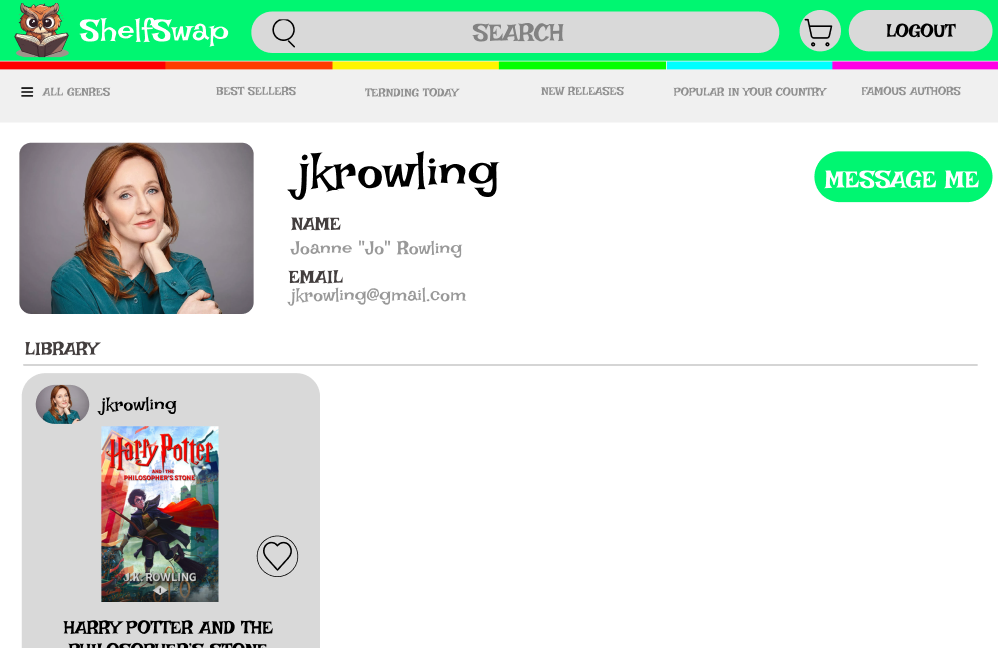 ShelfSwap
SEARCH
LOGOUT
ALL GENRES
BEST SELLERS
TERNDING TODAY
NEW RELEASES
POPULAR IN YOUR COUNTRY
FAMOUS AUTHORS
jkrowling
MESSAGE ME
NAME
Joanne "Jo" Rowling
EMAIL
jkrowling@gmail.com
LIBRARY
jkrowling
Harry Potter
AND THE
PHILOSOPHER'S STONE
J.K. ROWLING
1
HARRY POTTER AND THE
PHILOSOPHER'S STONE